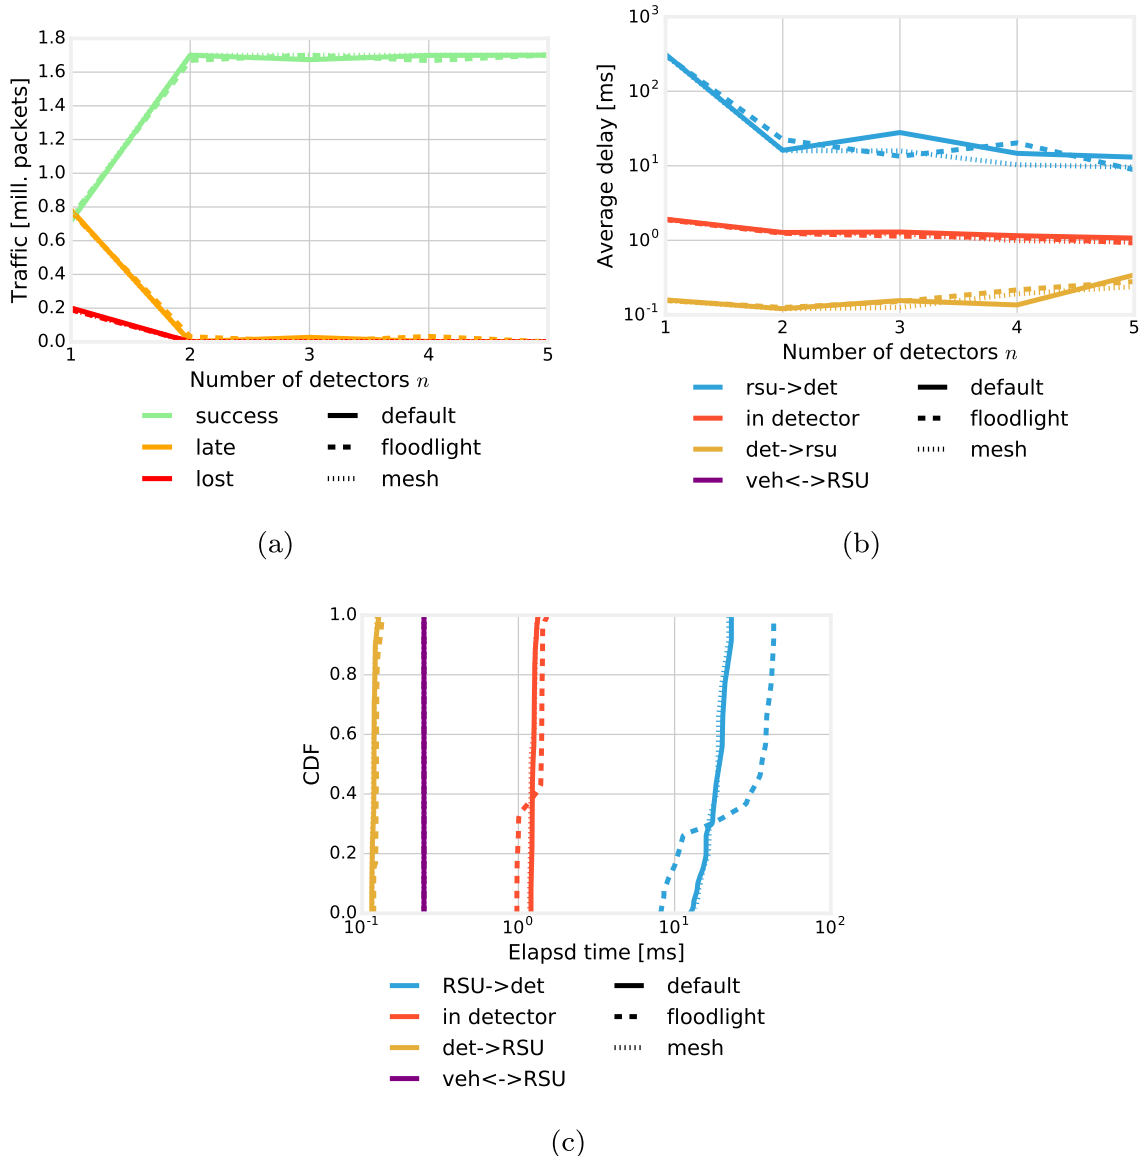 1.8
1.6
1.4
1.2
1.0
0.8
0.6
0.4
0.2
0.0
Traffic [mill. packets]
1 2 3 4 5
Number of detectors n
success default
late floodlight
lost mesh
(a)
10^3
10^2
10^1
10^0
10^-1
Average delay [ms]
1 2 3 4 5
Number of detectors n
rsu->det default
in detector floodlight
det->rsu mesh
veh<->RSU
(b)
1.0
0.8
0.6
0.4
0.2
0.0
CDF
10^-1 10^0 10^1 10^2
Elapsd time [ms]
RSU->det default
in detector floodlight
det->RSU mesh
veh<->RSU
(c)